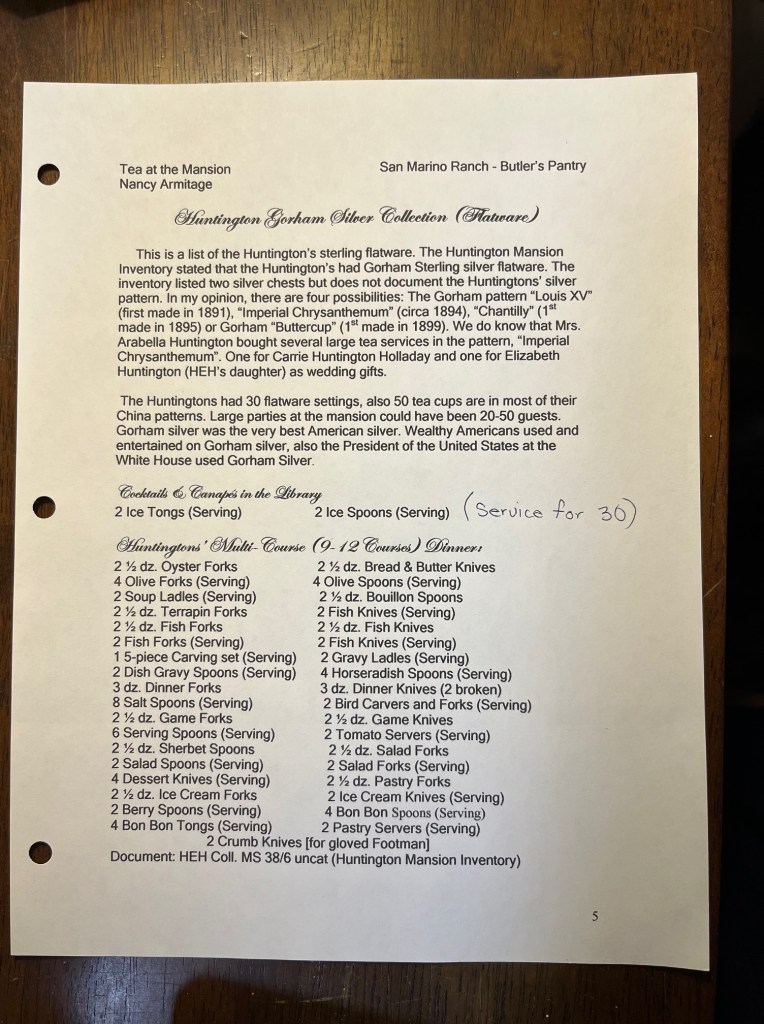 Tea at the Mansion San Marino Ranch - Butler's Pantry
Nancy Armitage
Huntington Gorham Silver Collection (Flatware)
This is a list of the Huntington's sterling flatware. The Huntington Mansion
Inventory stated that the Huntington's had Gorham Sterling silver flatware. The
inventory listed two silver chests but does not document the Huntingtons' silver
pattern. In my opinion, there are four possibilities: The Gorham pattern "Louis XV"
(first made in 1891), "Imperial Chrysanthemum" (circa 1894), "Chantilly" (1st
made in 1895) or Gorham "Buttercup" (1st made in 1899). We do know that Mrs.
Arabella Huntington bought several large tea services in the pattern, "Imperial
Chrysanthemum". One for Carrie Huntington Holladay and one for Elizabeth
Huntington (HEH's daughter) as wedding gifts.
The Huntingtons had 30 flatware settings, also 50 tea cups are in most of their
China patterns. Large parties at the mansion could have been 20-50 guests.
Gorham silver was the very best American silver. Wealthy Americans used and
entertained on Gorham silver, also the President of the United States at the
White House used Gorham Silver.
Cocktails & Canapés in the Library
2 Ice Tongs (Serving) 2 Ice Spoons (Serving) (Service for 30)
Huntingtons' Multi-Course (9-12 Courses) Dinner:
2 ½ dz. Oyster Forks 2 ½ dz. Bread & Butter Knives
4 Olive Forks (Serving) 4 Olive Spoons (Serving)
2 Soup Ladles (Serving) 2 ½ dz. Bouillon Spoons
2 ½ dz. Terrapin Forks 2 Fish Knives (Serving)
2 ½ dz. Fish Forks 2 ½ dz. Fish Knives
2 Fish Forks (Serving) 2 Fish Knives (Serving)
1 5-piece Carving set (Serving) 2 Gravy Ladles (Serving)
2 Dish Gravy Spoons (Serving) 4 Horseradish Spoons (Serving)
3 dz. Dinner Forks 3 dz. Dinner Knives (2 broken)
8 Salt Spoons (Serving) 2 Bird Carvers and Forks (Serving)
2 ½ dz. Game Forks 2 ½ dz. Game Knives
6 Serving Spoons (Serving) 2 Tomato Servers (Serving)
2 ½ dz. Sherbet Spoons 2 ½ dz. Salad Forks
2 Salad Spoons (Serving) 2 Salad Forks (Serving)
4 Dessert Knives (Serving) 2 ½ dz. Pastry Forks
2 ½ dz. Ice Cream Forks 2 Ice Cream Knives (Serving)
2 Berry Spoons (Serving) 4 Bon Bon Spoons (Serving)
4 Bon Bon Tongs (Serving) 2 Pastry Servers (Serving)
2 Crumb Knives [for gloved Footman]
Document: HEH Coll. MS 38/6 uncat (Huntington Mansion Inventory)
5